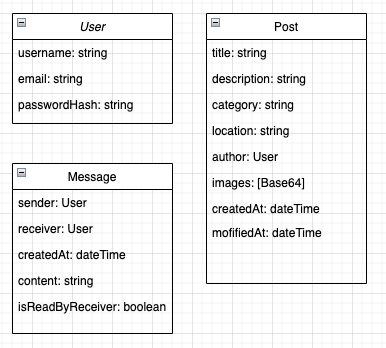 User
username: string
email: string
passwordHash: string
Message
sender: User
receiver: User
createdAt: dateTime
content: string
isReadByReceiver: boolean
Post
title: string
description: string
category: string
location: string
author: User
images: [Base64]
createdAt: dateTime
mofifiedAt: dateTime